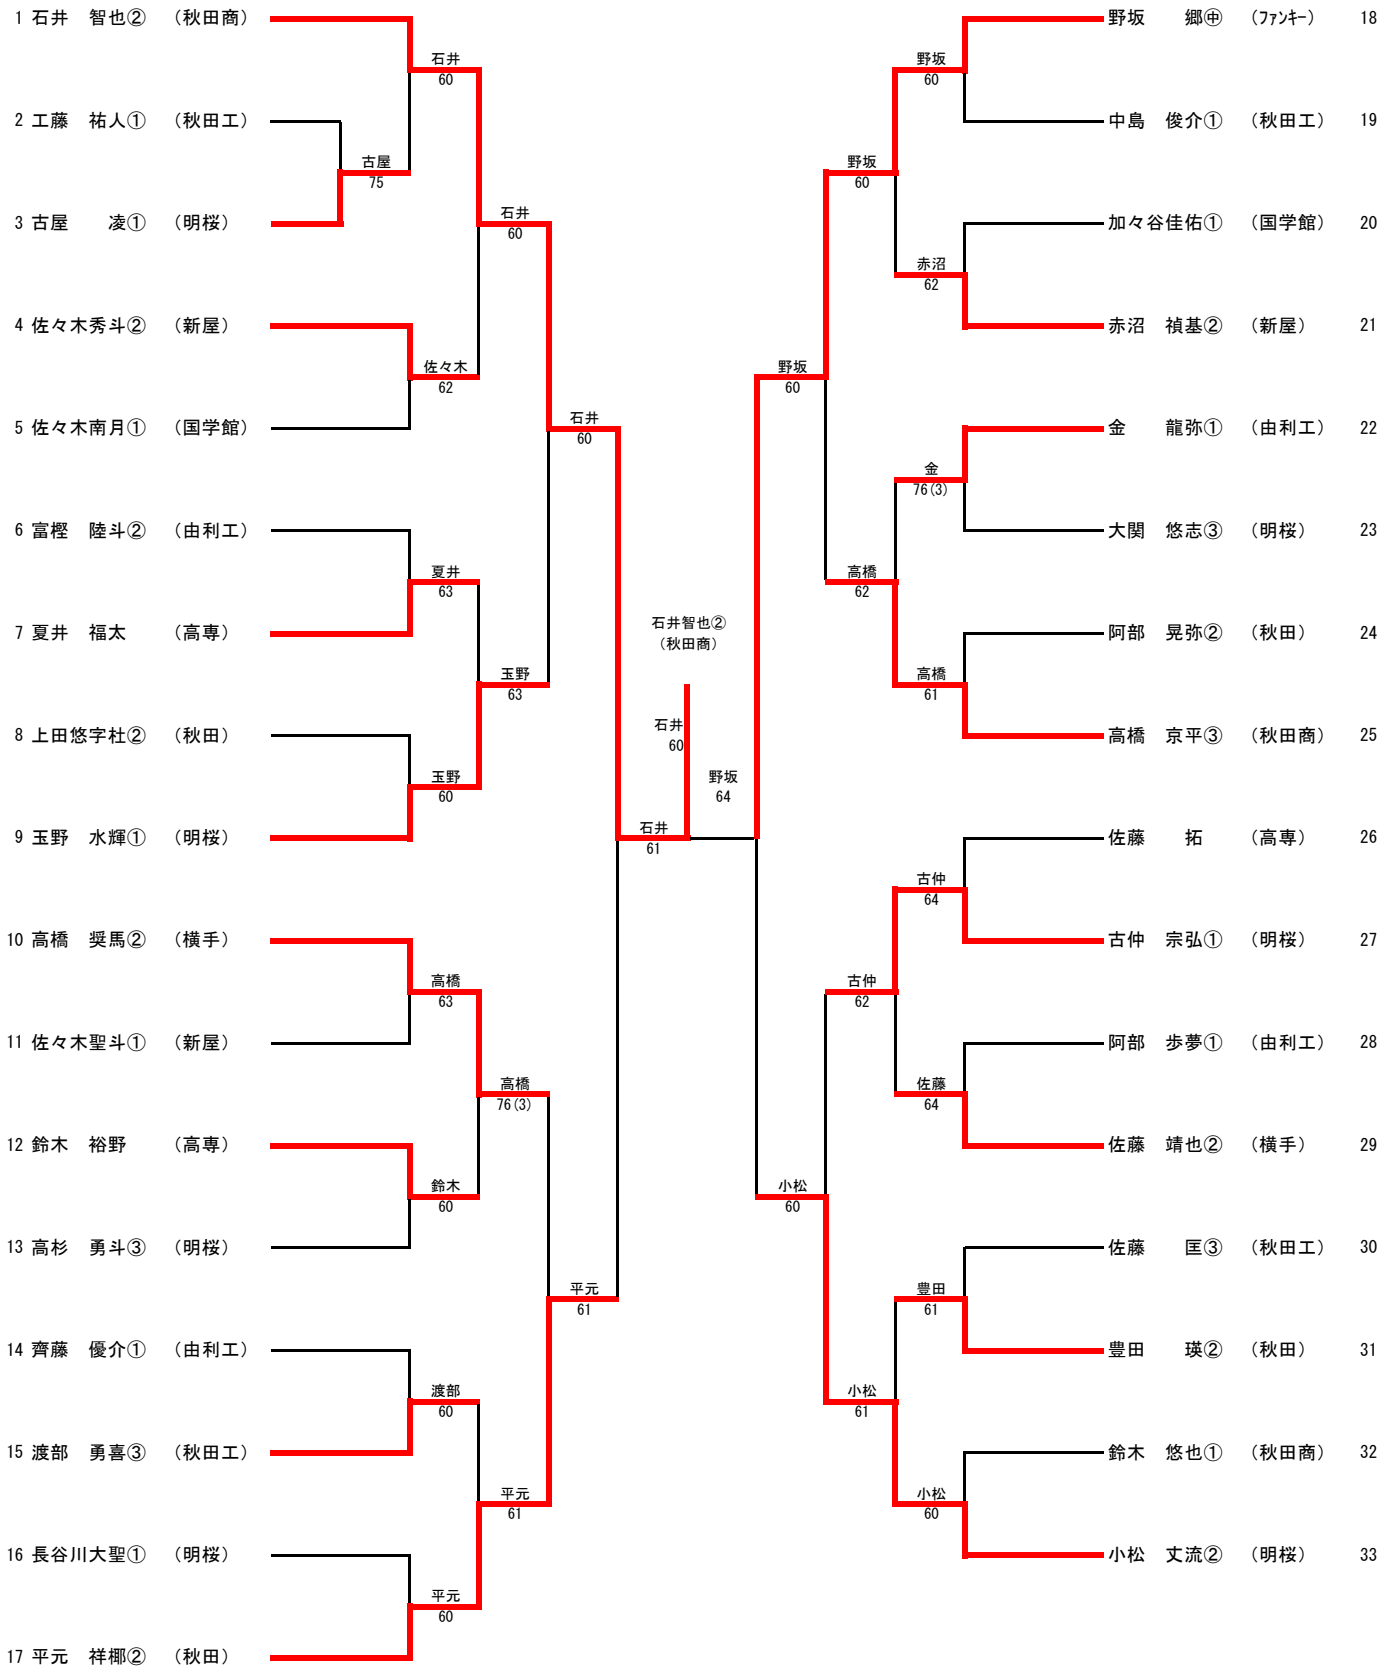 1 石井　智也② （秋田商）
2 工藤　祐人① （秋田工）
3 古屋　　凌① （明桜）
4 佐々木秀斗② （新屋）
5 佐々木南月① （国学館）
6 富樫　陸斗② （由利工）
7 夏井　福太 （高専）
8 上田悠字社② （秋田）
9 玉野　水輝① （明桜）
10 高橋　奨馬② （横手）
11 佐々木聖斗① （新屋）
12 鈴木　裕野 （高専）
13 高杉　勇斗③ （明桜）
14 齊藤　優介① （由利工）
15 渡部　勇喜③ （秋田工）
16 長谷川大聖① （明桜）
17 平元　祥椰② （秋田）
古屋
75
石井
60
佐々木
62
夏井
63
玉野
60
高橋
63
鈴木
60
渡部
60
平元
60
石井
60
玉野
63
高橋
76(3)
平元
61
石井
60
平元
61
石井
61
石井智也②
（秋田商）
石井
60
野坂
64
野坂
60
小松
60
野坂
60
高橋
62
古仲
62
小松
61
野坂
60
赤沼
62
金
76(3)
高橋
61
古仲
64
佐藤
64
豊田
61
小松
60
野坂　　郷㊥ （ファンキー） 18
中島　俊介① （秋田工） 19
加々谷佳佑① （国学館） 20
赤沼　禎基② （新屋） 21
金　　龍弥① （由利工） 22
大関　悠志③ （明桜） 23
阿部　晃弥② （秋田） 24
高橋　京平③ （秋田商） 25
佐藤　　拓 （高専） 26
古仲　宗弘① （明桜） 27
阿部　歩夢① （由利工） 28
佐藤　靖也② （横手） 29
佐藤　　匡③ （秋田工） 30
豊田　　瑛② （秋田） 31
鈴木　悠也① （秋田商） 32
小松　丈流② （明桜） 33